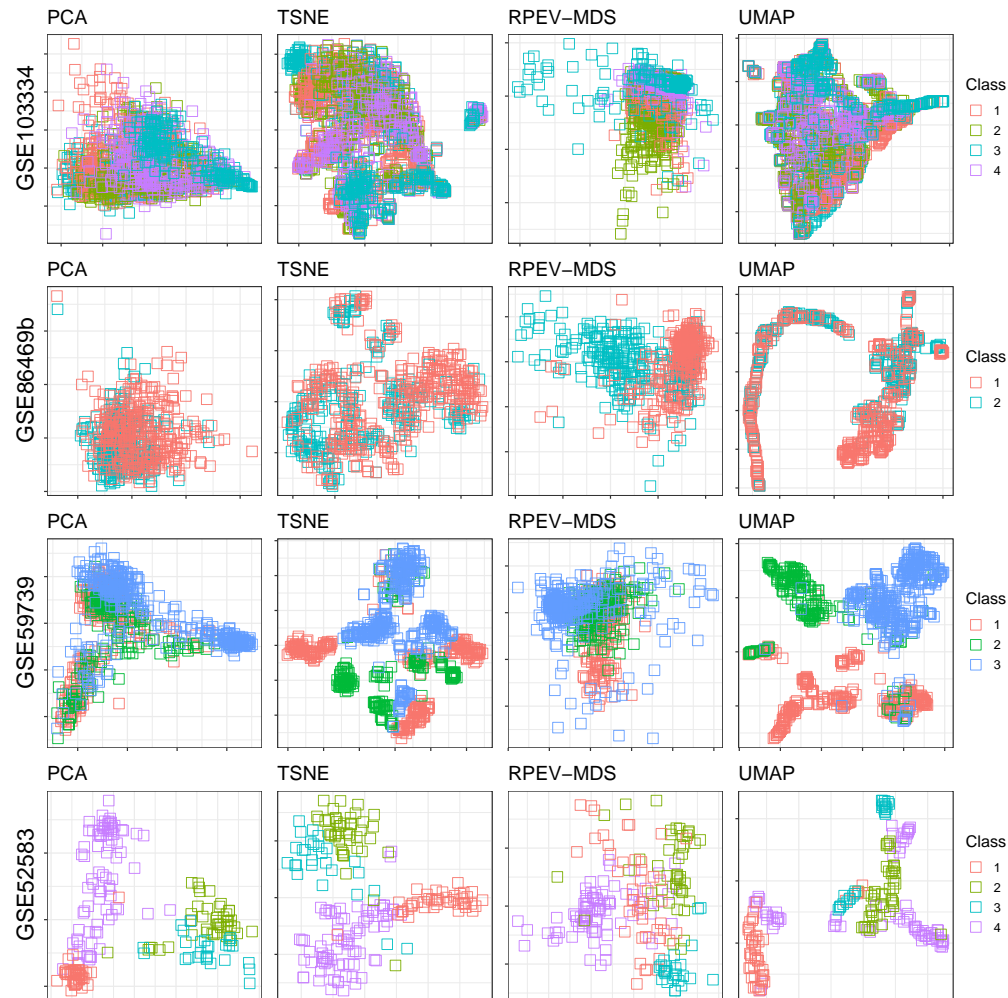 PCA TSNE RPEV-MDS UMAP
GSE103334
Class
1
2
3
4
PCA TSNE RPEV-MDS UMAP
GSE86469b
Class
1
2
PCA TSNE RPEV-MDS UMAP
GSE59739
Class
1
2
3
PCA TSNE RPEV-MDS UMAP
GSE52583
Class
1
2
3
4